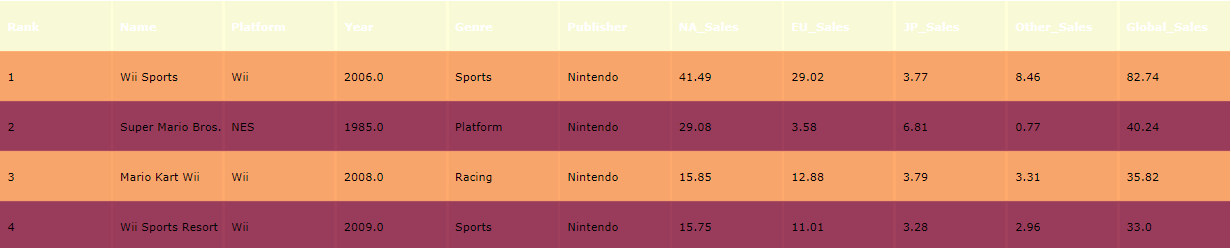 Rank Name Platform Year Genre Publisher NA_Sales EU_Sales JP_Sales Other_Sales Global_Sales
1 Wii Sports Wii 2006.0 Sports Nintendo 41.49 29.02 3.77 8.46 82.74
2 Super Mario Bros. NES 1985.0 Platform Nintendo 29.08 3.58 6.81 0.77 40.24
3 Mario Kart Wii Wii 2008.0 Racing Nintendo 15.85 12.88 3.79 3.31 35.82
4 Wii Sports Resort Wii 2009.0 Sports Nintendo 15.75 11.01 3.28 2.96 33.0